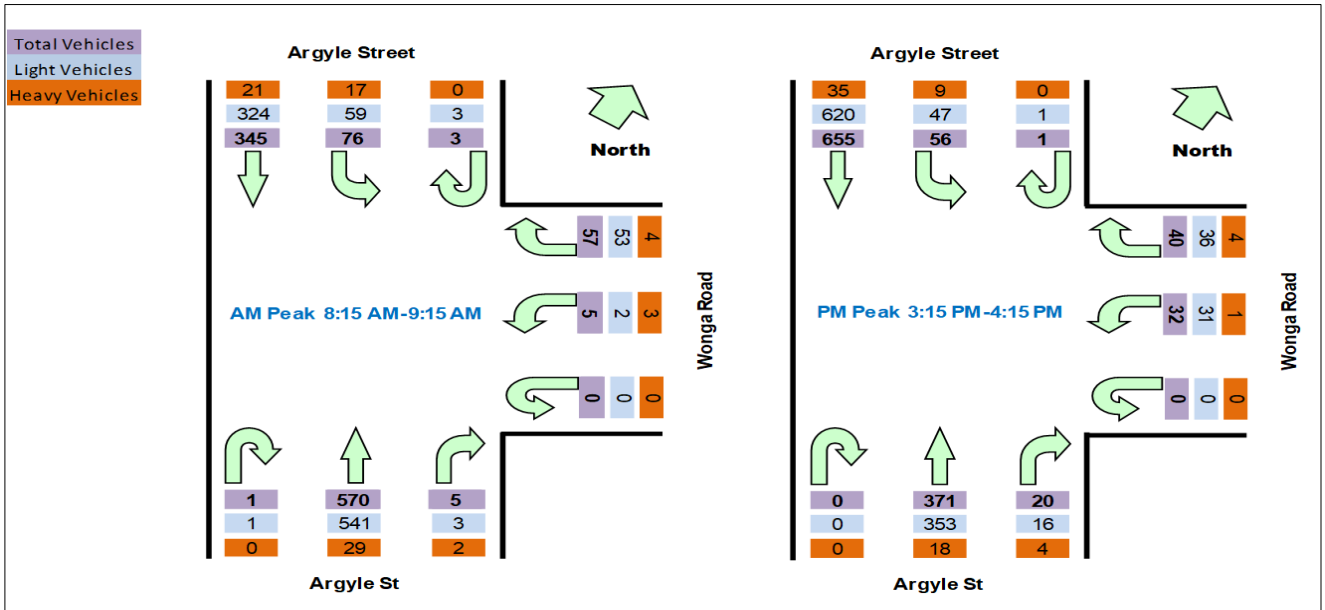 Total Vehicles
Light Vehicles
Heavy Vehicles
Argyle Street
21 17 0
324 59 3
345 76 3
North
57 53 4
AM Peak 8:15 AM-9:15 AM
5 2 3
Wonga Road
0 0 0
1 570 5
1 541 3
0 29 2
Argyle St
Argyle Street
35 9 0
620 47 1
655 56 1
North
40 36 4
PM Peak 3:15 PM-4:15 PM
32 31 1
Wonga Road
0 0 0
0 371 20
0 353 16
0 18 4
Argyle St